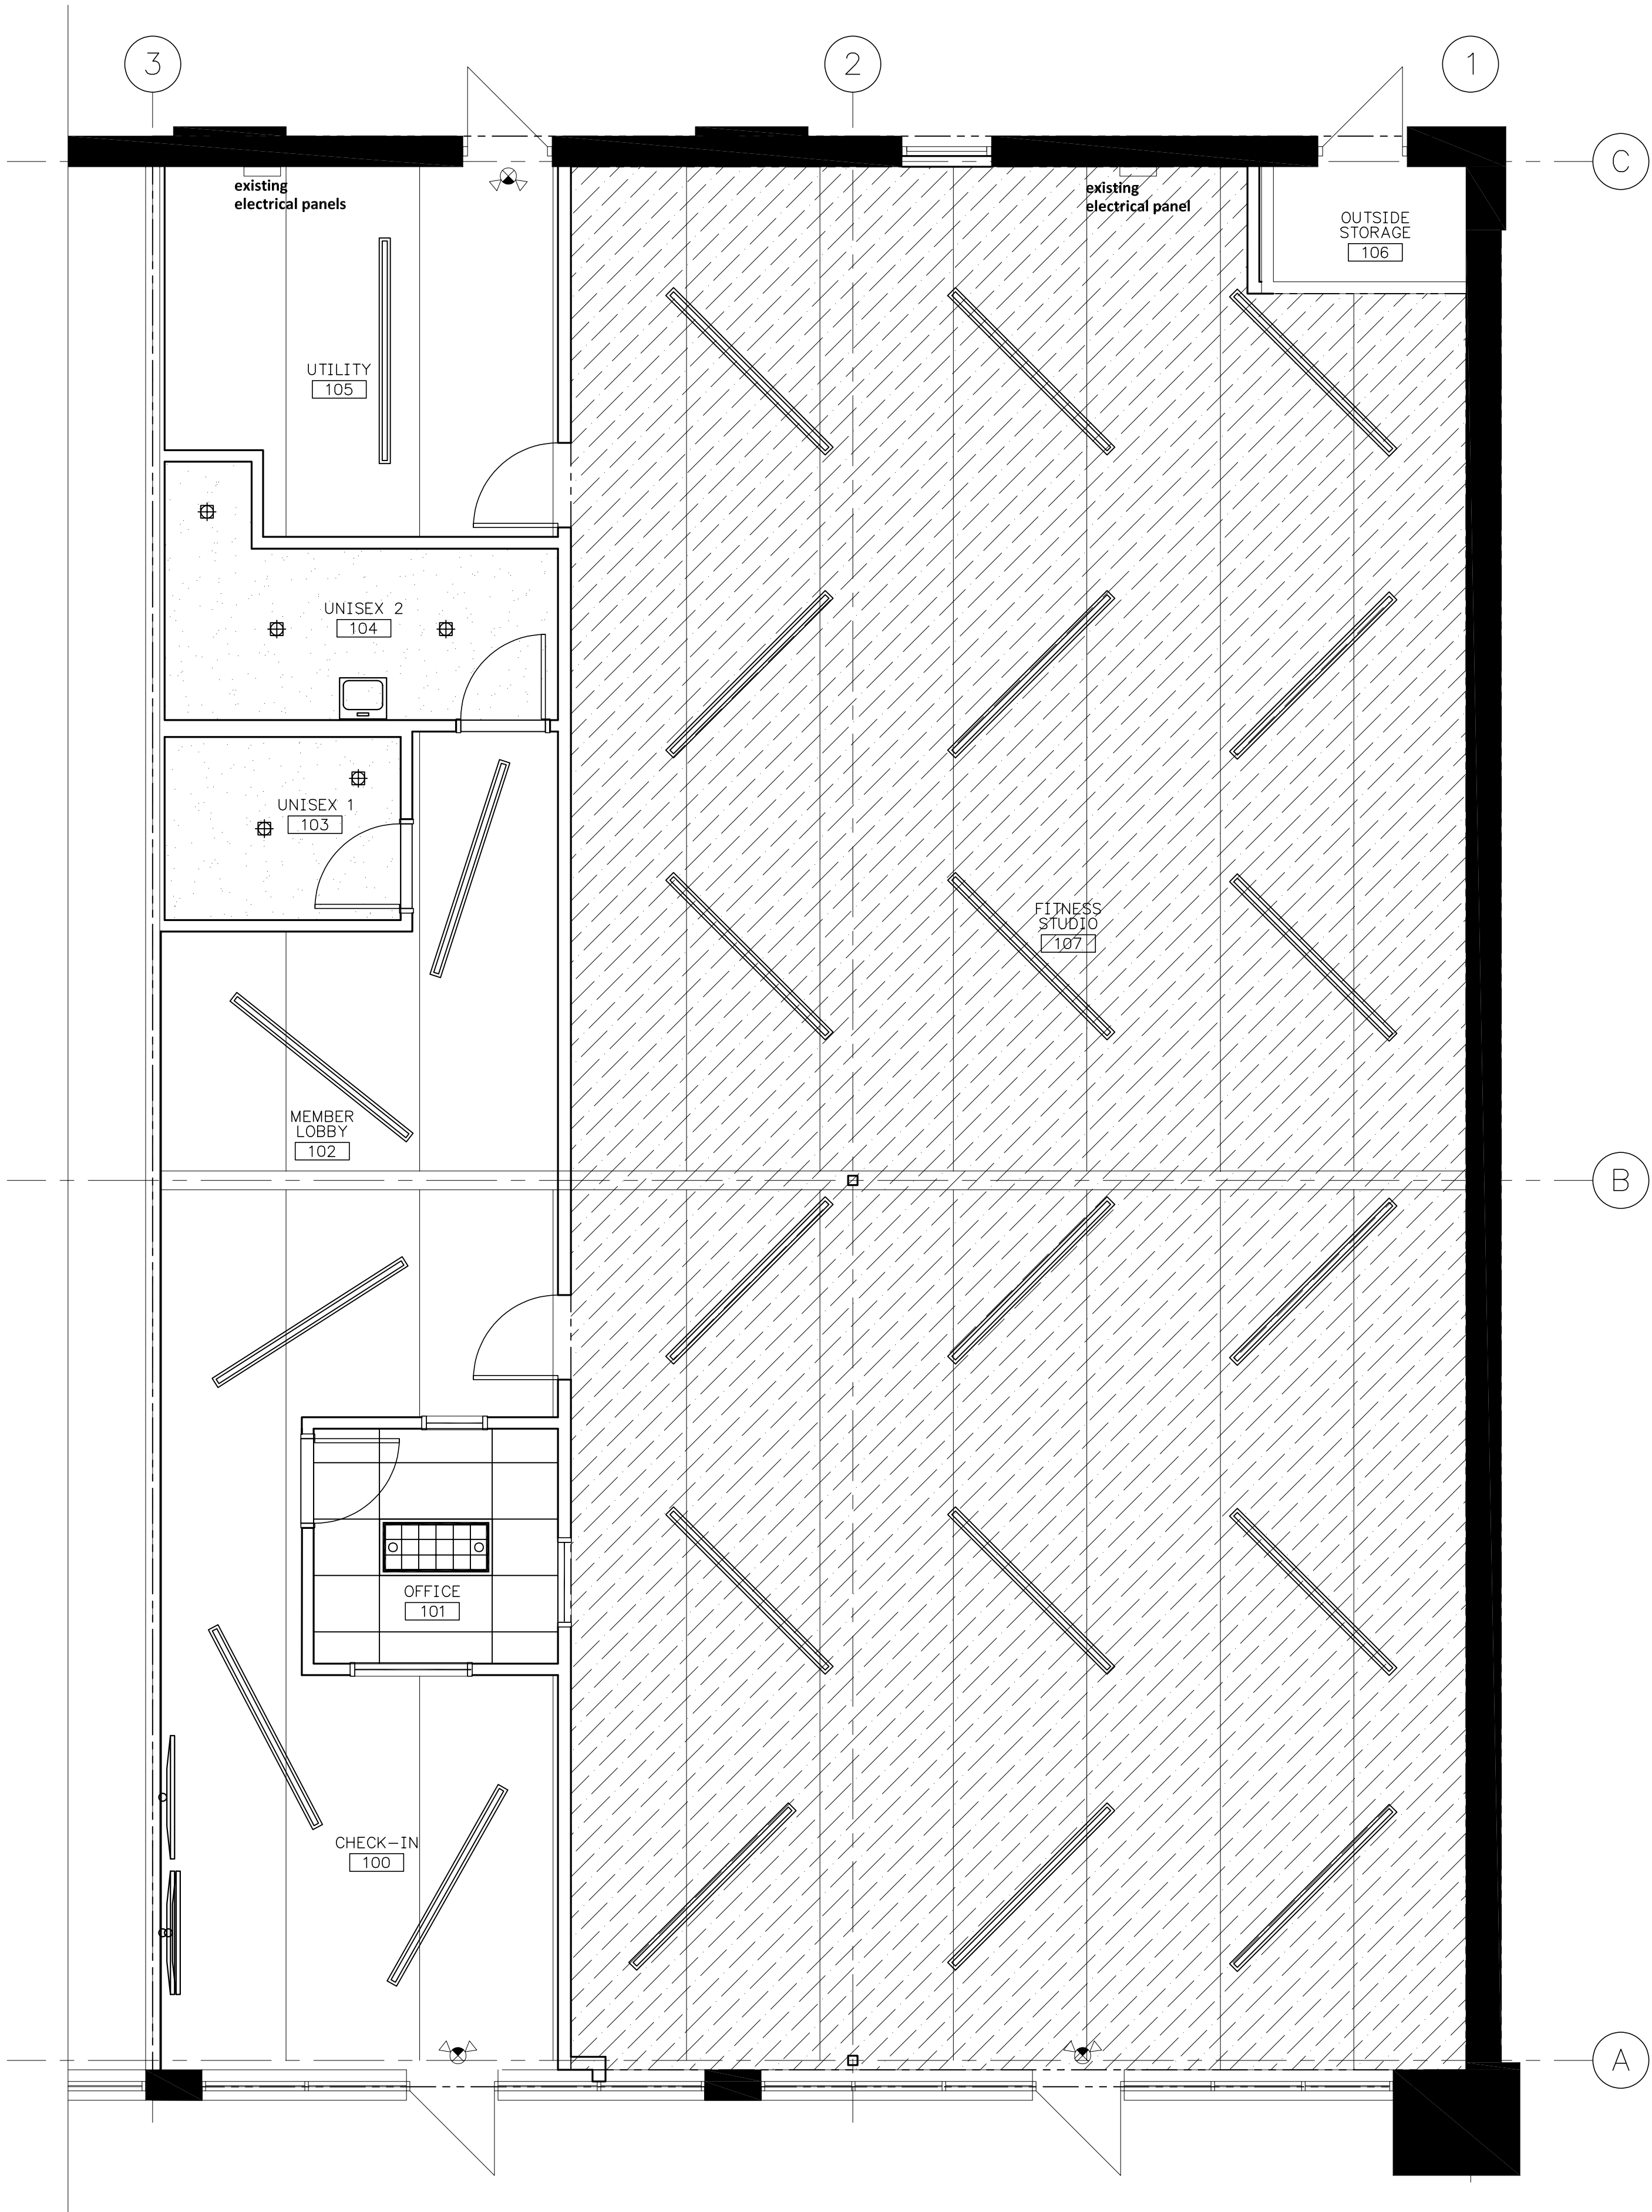 3
2
1
C
existing
electrical panels
existing
electrical panel
OUTSIDE
STORAGE
106
UTILITY
105
UNISEX 2
104
UNISEX 1
103
FITNESS
STUDIO
107
MEMBER
LOBBY
102
B
OFFICE
101
CHECK-IN
100
A